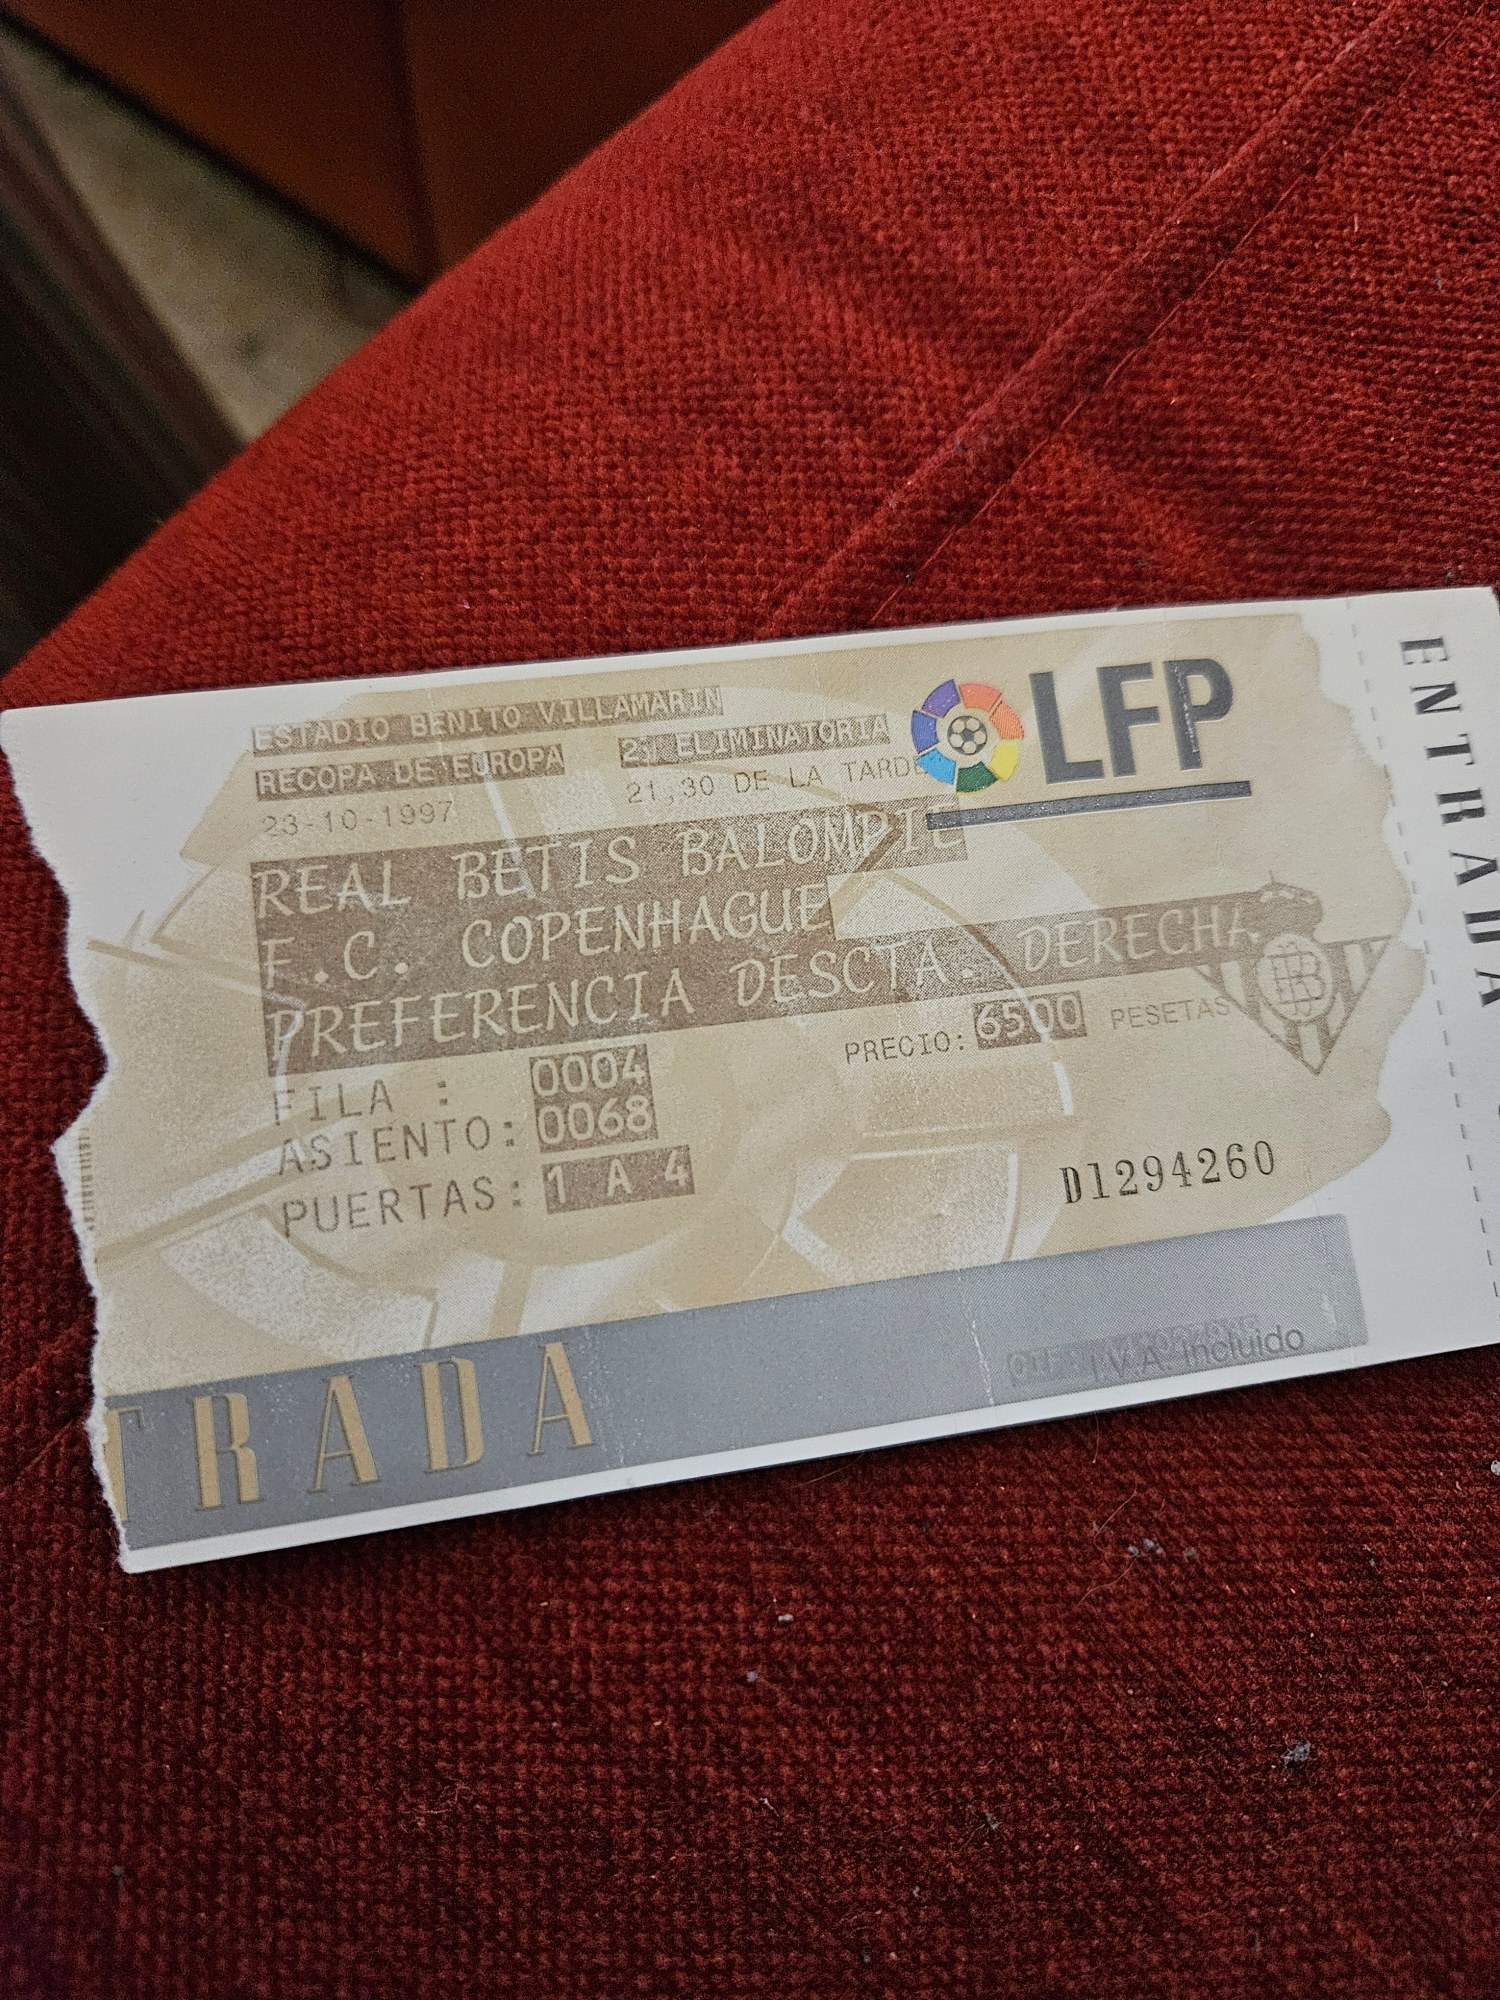 ESTADIO BENITO VILLAMARIN
RECOPA DE EUROPA 2ª ELIMINATORIA
23-10-1997 21,30 DE LA TARDE
LFP
REAL BETIS BALOMPIE
F.C. COPENHAGUE
PREFERENCIA DESCTA. DERECHA
FILA : 0004
PRECIO: 6500 PESETAS
ASIENTO: 0068
PUERTAS: 1 A 4
D1294260
I.V.A. incluido
TRADA
ENTRADA